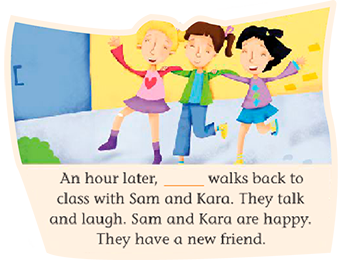 An hour later, _____ walks back to
class with Sam and Kara. They talk
and laugh. Sam and Kara are happy.
They have a new friend.